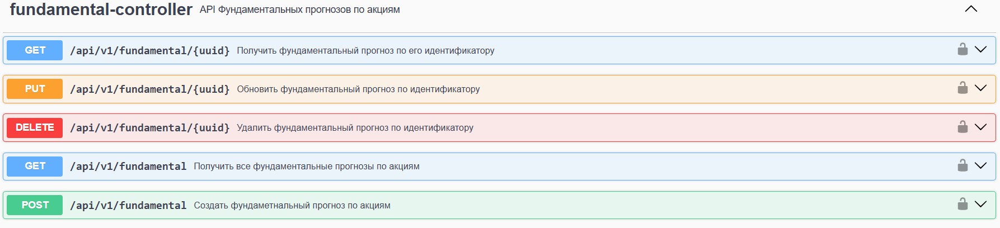 fundamental-controller API Фундаментальных прогнозов по акциям
GET /api/v1/fundamental/{uuid} Получить фундаментальный прогноз по его идентификатору
PUT /api/v1/fundamental/{uuid} Обновить фундаментальный прогноз по идентификатору
DELETE /api/v1/fundamental/{uuid} Удалить фундаментальный прогноз по идентификатору
GET /api/v1/fundamental Получить все фундаментальные прогнозы по акциям
POST /api/v1/fundamental Создать фундаметнальный прогноз по акциям